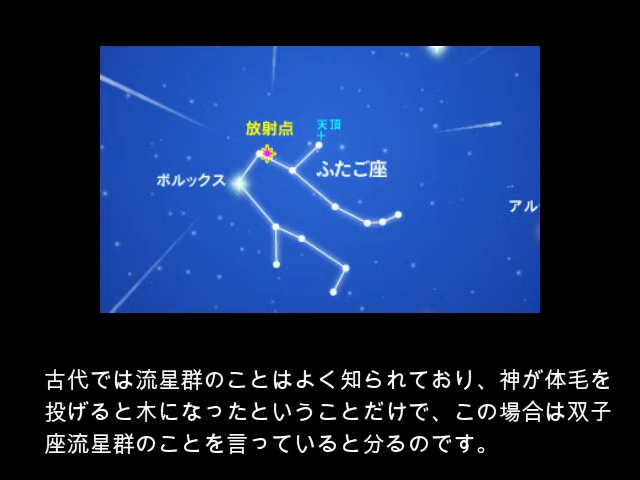 放射点
天頂
ふたご座
ポルックス
アル
古代では流星群のことはよく知られており、神が体毛を
投げると木になったということだけで、この場合は双子
座流星群のことを言っていると分るのです。